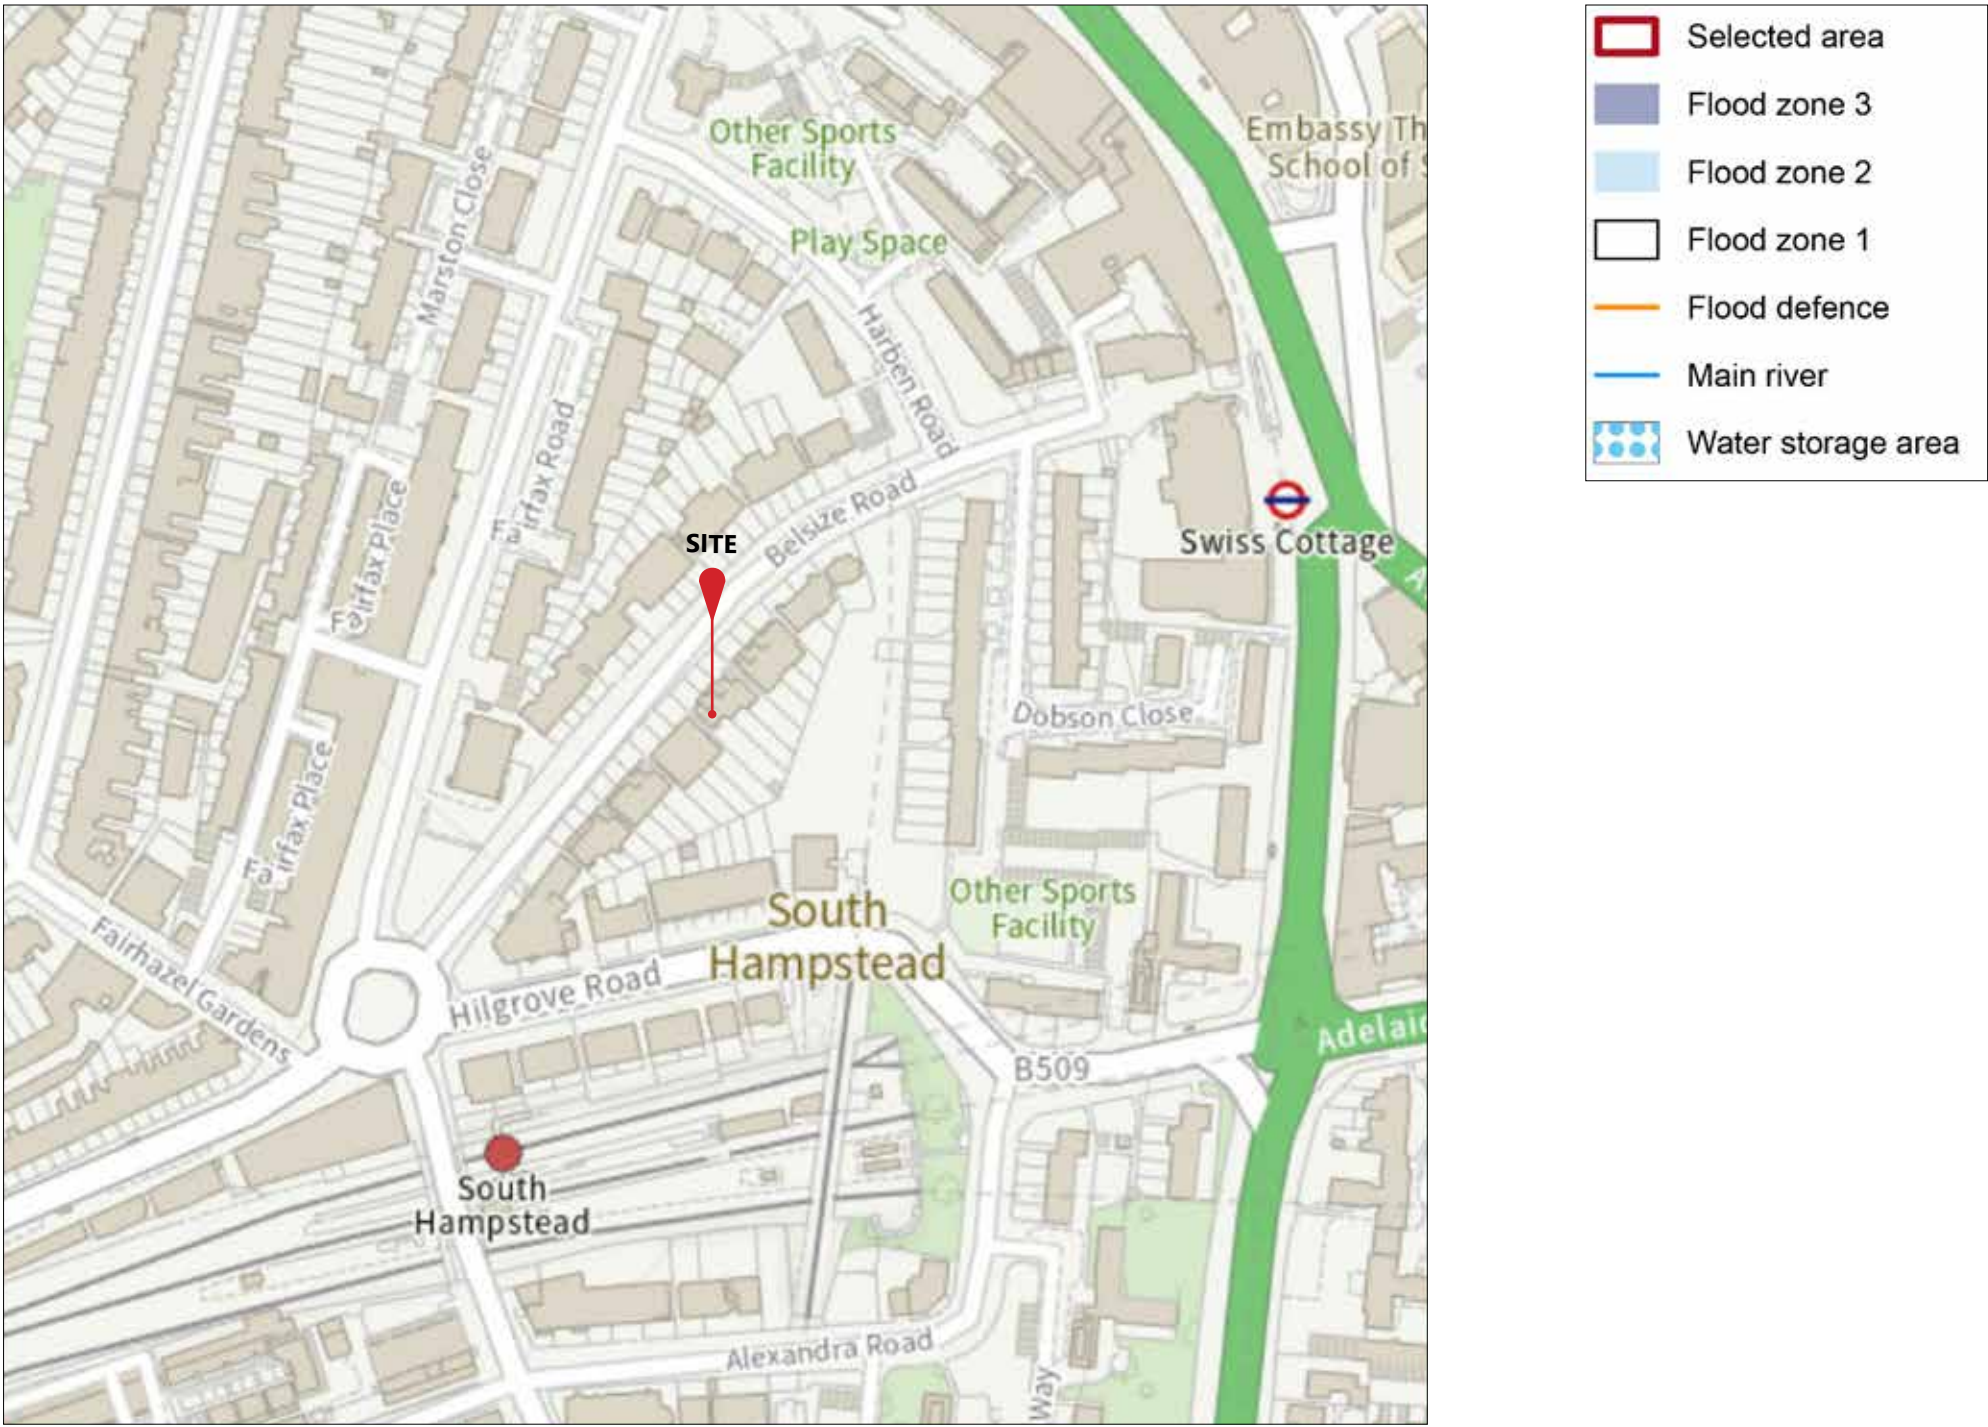 Other Sports
Facility
Embassy Th
School of S
Marston Close
Play Space
Harben Road
Fairfax Road
Belsize Road
Fairfax Place
SITE
Swiss Cottage
A
Dobson Close
Fairfax Place
Other Sports
Facility
South
Hampstead
Fairhazel Gardens
Hilgrove Road
Adelaid
B509
South
Hampstead
Alexandra Road
Way
Selected area
Flood zone 3
Flood zone 2
Flood zone 1
Flood defence
Main river
Water storage area